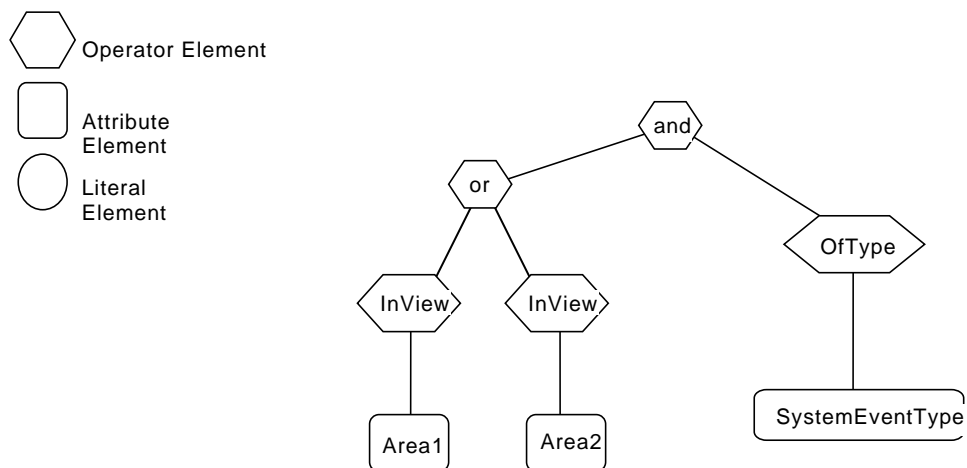 Operator Element
Attribute
Element
Literal
Element
and
or
OfType
InView
InView
SystemEventType
Area1
Area2